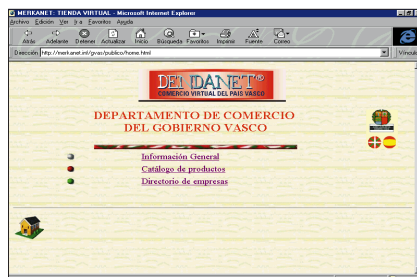 MERKANET: TIENDA VIRTUAL - Microsoft Internet Explorer
Archivo Edición Ver Ir a Favoritos Ayuda
Atrás Adelante Detener Actualizar Inicio Búsqueda Favoritos Imprimir Fuente Correo
Dirección http://merkanet.inf/gvas/publico/home.html Vínculos
COMERCIO VIRTUAL DEL PAIS VASCO
DEPARTAMENTO DE COMERCIO
DEL GOBIERNO VASCO
Información General
Catálogo de productos
Directorio de empresas